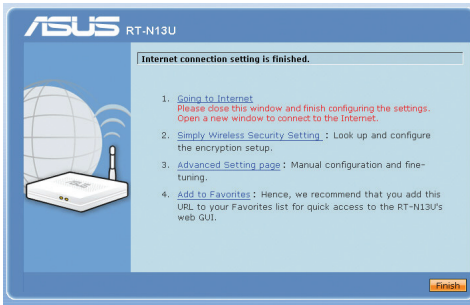 ASUS RT-N13U
Internet connection setting is finished.
1. Going to Internet
Please close this window and finish configuring the settings.
Open a new window to connect to the Internet.
2. Simply Wireless Security Setting : Look up and configure
the encryption setup.
3. Advanced Setting page : Manual configuration and fine-
tuning.
4. Add to Favorites : Hence, we recommend that you add this
URL to your Favorites list for quick access to the RT-N13U's
web GUI.
ASUS
Finish